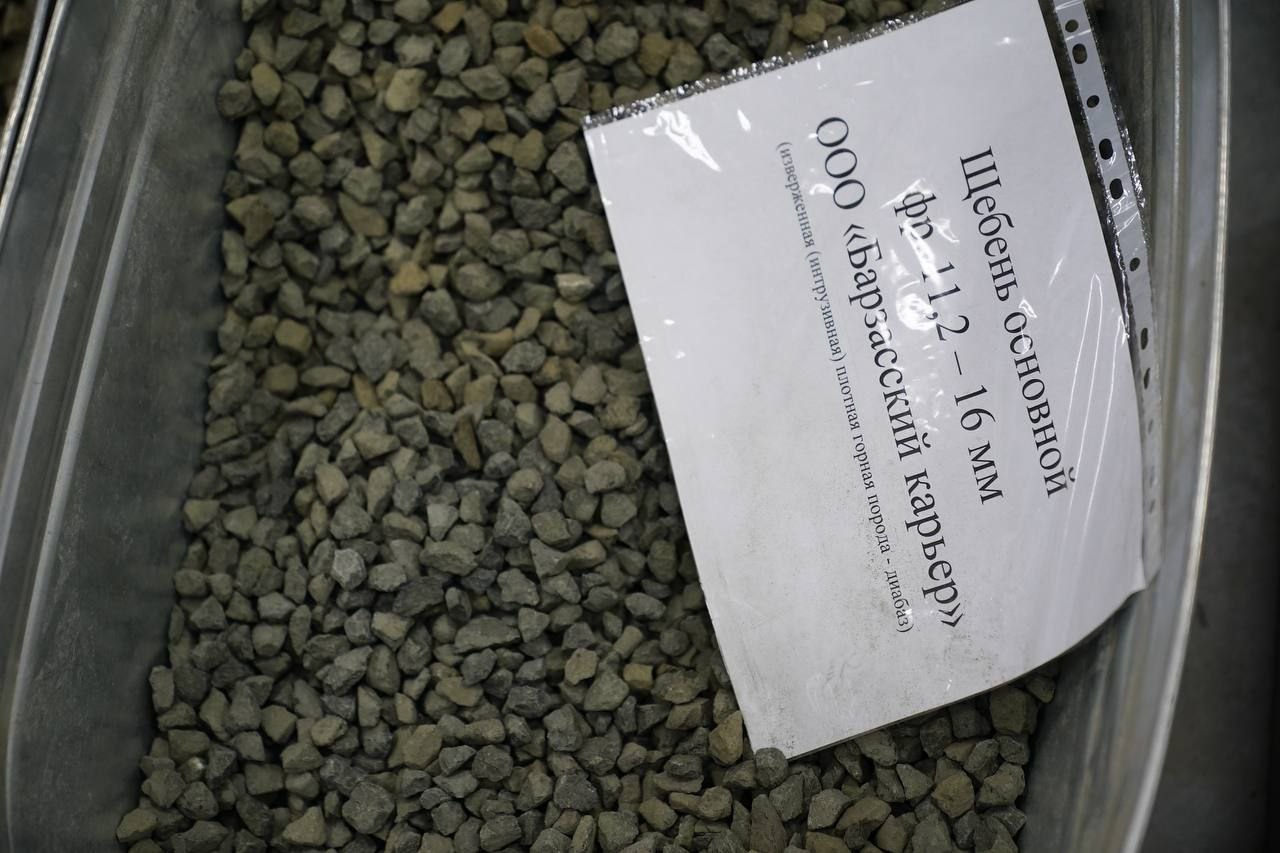 Щебень основной
фр. 11,2 – 16 мм
ООО «Барзасский карьер»
(изверженная (интрузивная) плотная горная порода - диабаз)